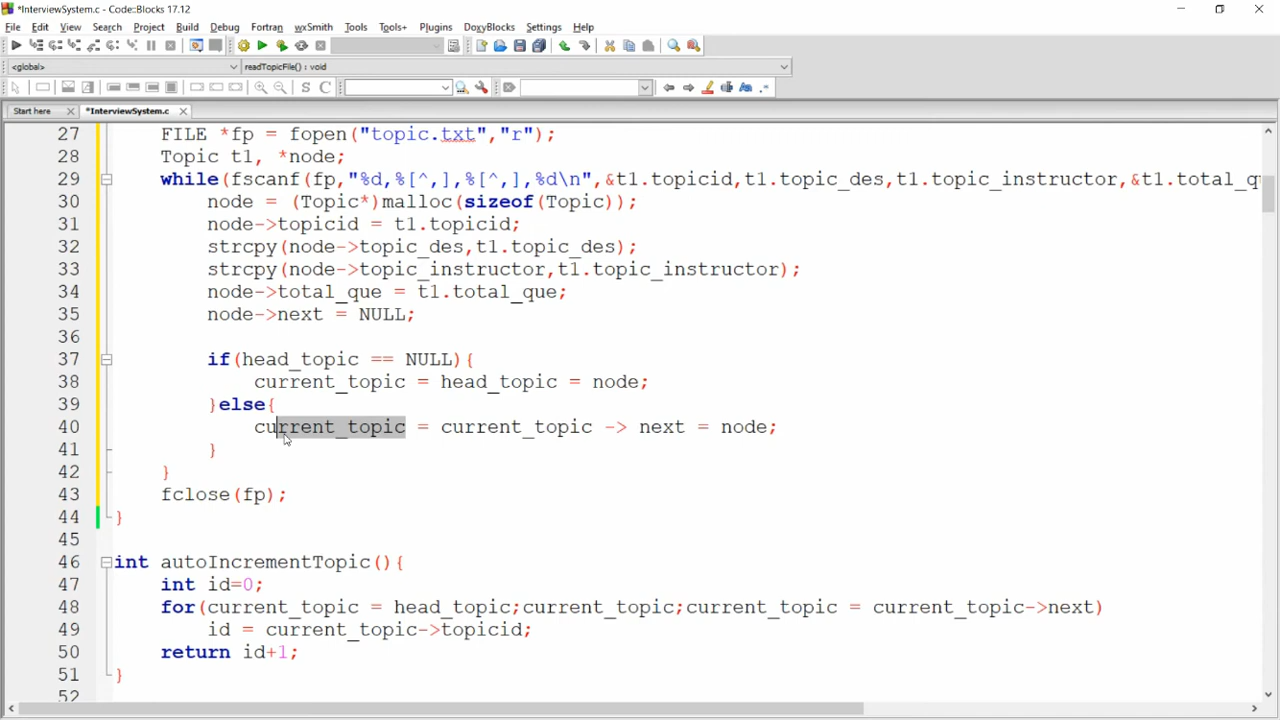 *InterviewSystem.c - Code::Blocks 17.12
File Edit View Search Project Build Debug Fortran wxSmith Tools Tools+ Plugins DoxyBlocks Settings Help
<global> readTopicFile() : void
S C
Start here *InterviewSystem.c
27 FILE *fp = fopen("topic.txt","r");
28 Topic t1, *node;
29 while(fscanf(fp,"%d,%[^,],%[^,],%d\n",&t1.topicid,t1.topic_des,t1.topic_instructor,&t1.total_q
30 node = (Topic*)malloc(sizeof(Topic));
31 node->topicid = t1.topicid;
32 strcpy(node->topic_des,t1.topic_des);
33 strcpy(node->topic_instructor,t1.topic_instructor);
34 node->total_que = t1.total_que;
35 node->next = NULL;
36
37 if(head_topic == NULL){
38 current_topic = head_topic = node;
39 }else{
40 current_topic = current_topic -> next = node;
41 }
42 }
43 fclose(fp);
44 }
45
46 int autoIncrementTopic(){
47 int id=0;
48 for(current_topic = head_topic;current_topic;current_topic = current_topic->next)
49 id = current_topic->topicid;
50 return id+1;
51 }
52